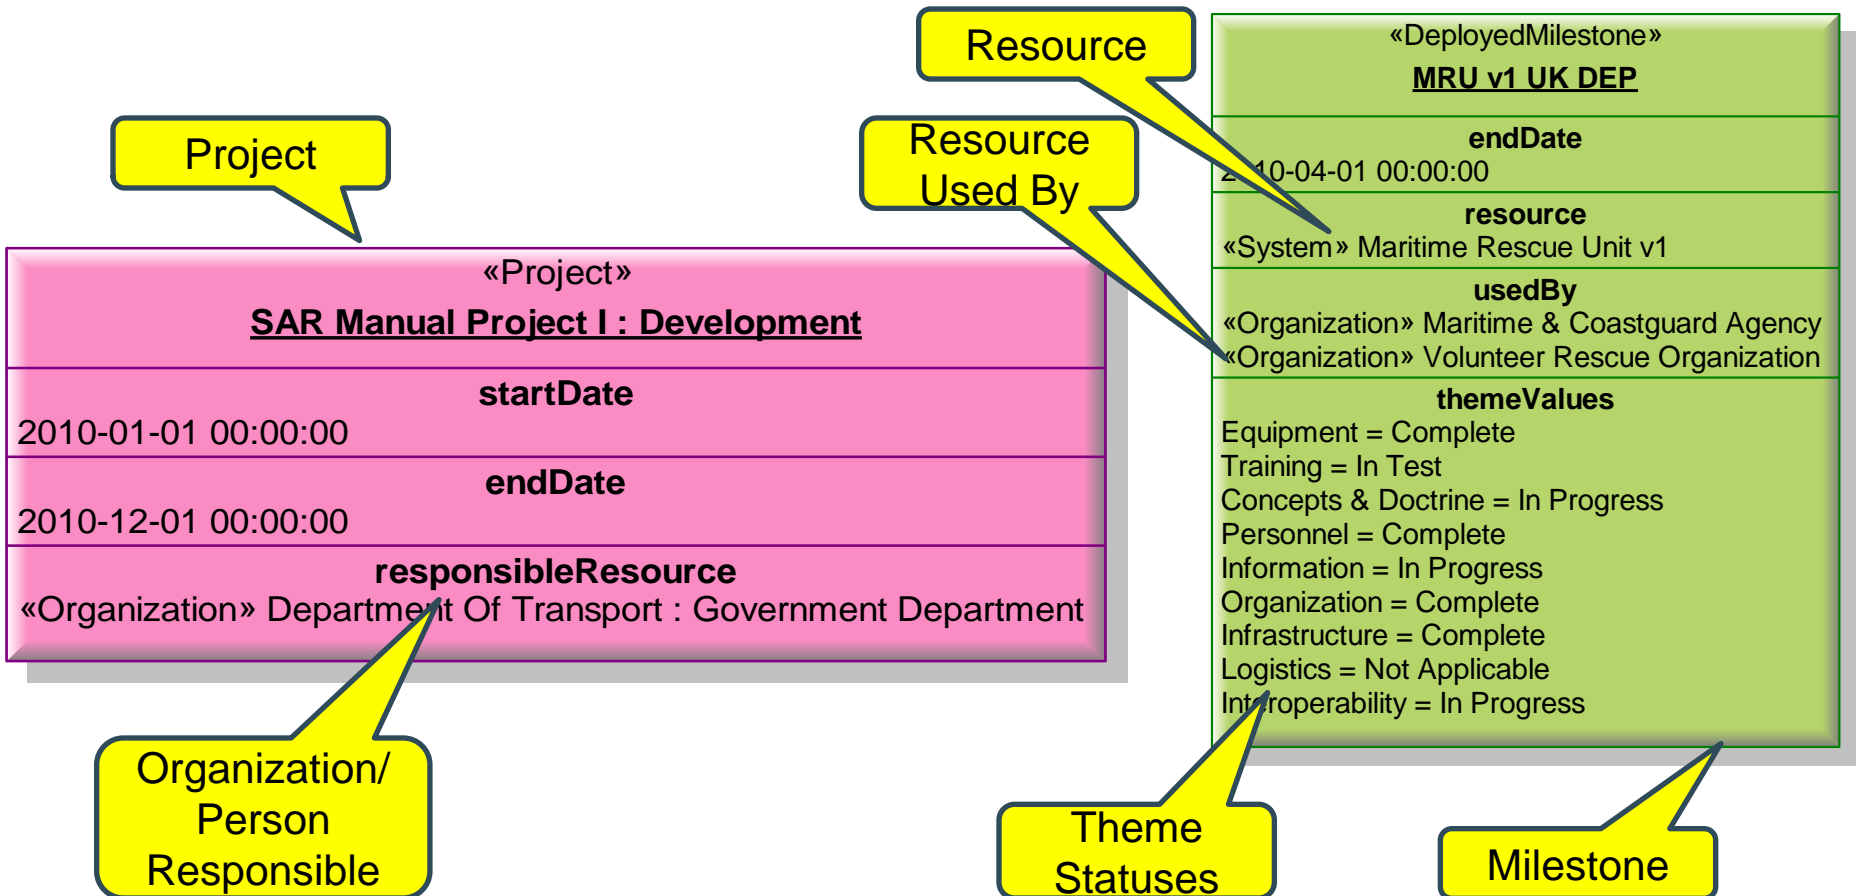 Project
«Project»
SAR Manual Project I : Development
startDate
2010-01-01 00:00:00
endDate
2010-12-01 00:00:00
responsibleResource
«Organization» Department Of Transport : Government Department
Organization/
Person
Responsible
Resource
Resource
Used By
«DeployedMilestone»
MRU v1 UK DEP
endDate
2010-04-01 00:00:00
resource
«System» Maritime Rescue Unit v1
usedBy
«Organization» Maritime & Coastguard Agency
«Organization» Volunteer Rescue Organization
themeValues
Equipment = Complete
Training = In Test
Concepts & Doctrine = In Progress
Personnel = Complete
Information = In Progress
Organization = Complete
Infrastructure = Complete
Logistics = Not Applicable
Interoperability = In Progress
Theme
Statuses
Milestone